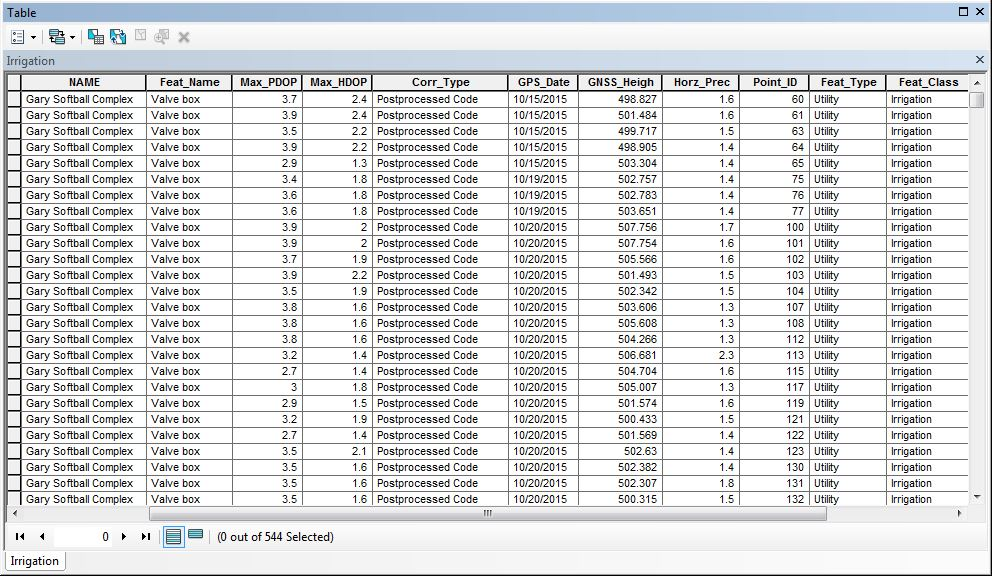 Table
Irrigation
NAME Feat_Name Max_PDOP Max_HDOP Corr_Type GPS_Date GNSS_Heigh Horz_Prec Point_ID Feat_Type Feat_Class
Gary Softball Complex Valve box 3.7 2.4 Postprocessed Code 10/15/2015 498.827 1.6 60 Utility Irrigation
Gary Softball Complex Valve box 3.9 2.4 Postprocessed Code 10/15/2015 501.484 1.6 61 Utility Irrigation
Gary Softball Complex Valve box 3.5 2.2 Postprocessed Code 10/15/2015 499.717 1.5 63 Utility Irrigation
Gary Softball Complex Valve box 3.9 2.2 Postprocessed Code 10/15/2015 498.905 1.4 64 Utility Irrigation
Gary Softball Complex Valve box 2.9 1.3 Postprocessed Code 10/15/2015 503.304 1.4 65 Utility Irrigation
Gary Softball Complex Valve box 3.4 1.8 Postprocessed Code 10/19/2015 502.757 1.4 75 Utility Irrigation
Gary Softball Complex Valve box 3.6 1.8 Postprocessed Code 10/19/2015 502.783 1.4 76 Utility Irrigation
Gary Softball Complex Valve box 3.6 1.8 Postprocessed Code 10/19/2015 503.651 1.4 77 Utility Irrigation
Gary Softball Complex Valve box 3.9 2 Postprocessed Code 10/20/2015 507.756 1.7 100 Utility Irrigation
Gary Softball Complex Valve box 3.9 2 Postprocessed Code 10/20/2015 507.754 1.6 101 Utility Irrigation
Gary Softball Complex Valve box 3.7 1.9 Postprocessed Code 10/20/2015 505.566 1.6 102 Utility Irrigation
Gary Softball Complex Valve box 3.9 2.2 Postprocessed Code 10/20/2015 501.493 1.5 103 Utility Irrigation
Gary Softball Complex Valve box 3.5 1.9 Postprocessed Code 10/20/2015 502.342 1.5 104 Utility Irrigation
Gary Softball Complex Valve box 3.8 1.6 Postprocessed Code 10/20/2015 503.606 1.3 107 Utility Irrigation
Gary Softball Complex Valve box 3.8 1.6 Postprocessed Code 10/20/2015 505.608 1.3 108 Utility Irrigation
Gary Softball Complex Valve box 3.8 1.6 Postprocessed Code 10/20/2015 504.266 1.3 112 Utility Irrigation
Gary Softball Complex Valve box 3.2 1.4 Postprocessed Code 10/20/2015 506.681 2.3 113 Utility Irrigation
Gary Softball Complex Valve box 2.7 1.4 Postprocessed Code 10/20/2015 504.704 1.6 115 Utility Irrigation
Gary Softball Complex Valve box 3 1.8 Postprocessed Code 10/20/2015 505.007 1.3 117 Utility Irrigation
Gary Softball Complex Valve box 2.9 1.5 Postprocessed Code 10/20/2015 501.574 1.6 119 Utility Irrigation
Gary Softball Complex Valve box 3.2 1.9 Postprocessed Code 10/20/2015 500.433 1.5 121 Utility Irrigation
Gary Softball Complex Valve box 2.7 1.4 Postprocessed Code 10/20/2015 501.569 1.4 122 Utility Irrigation
Gary Softball Complex Valve box 3.5 2.1 Postprocessed Code 10/20/2015 502.63 1.4 123 Utility Irrigation
Gary Softball Complex Valve box 3.5 1.6 Postprocessed Code 10/20/2015 502.382 1.4 130 Utility Irrigation
Gary Softball Complex Valve box 3.5 1.6 Postprocessed Code 10/20/2015 502.307 1.8 131 Utility Irrigation
Gary Softball Complex Valve box 3.5 1.6 Postprocessed Code 10/20/2015 500.315 1.5 132 Utility Irrigation
0 (0 out of 544 Selected)
Irrigation